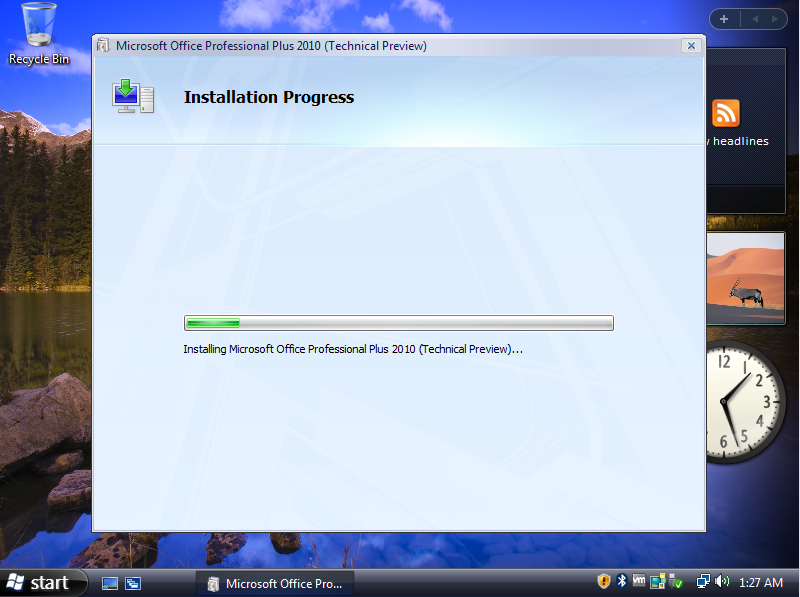 Recycle Bin
Microsoft Office Professional Plus 2010 (Technical Preview)
Installation Progress
headlines
Installing Microsoft Office Professional Plus 2010 (Technical Preview)...
12
1
2
3
4
5
6
start
Microsoft Office Pro...
vm
1:27 AM